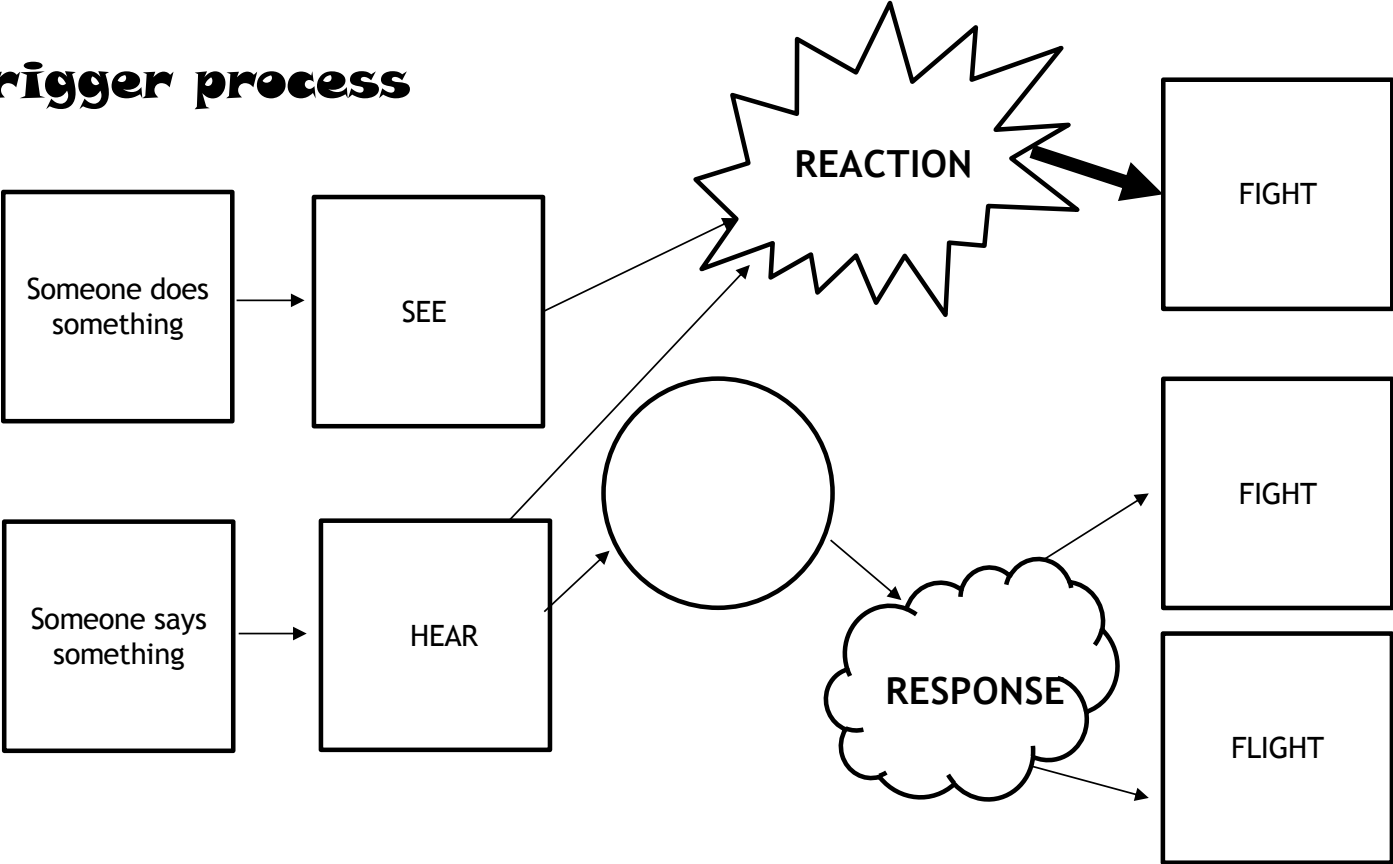 rigger process
REACTION
FIGHT
Someone does
something
SEE
FIGHT
Someone says
something
HEAR
RESPONSE
FLIGHT